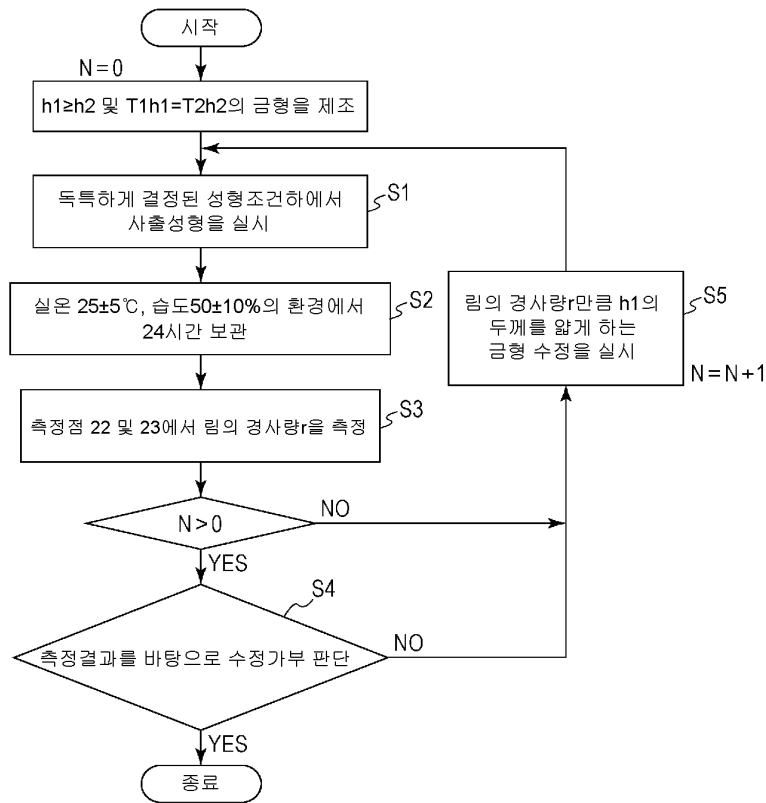 시작
N=0
h1≥h2 및 T1h1=T2h2의 금형을 제조
독특하게 결정된 성형조건하에서
사출성형을 실시
S1
실온 25±5℃, 습도50±10%의 환경에서
24시간 보관
S2
림의 경사량r만큼 h1의
두께를 얇게 하는
금형 수정을 실시
S5
N=N+1
측정점 22 및 23에서 림의 경사량r을 측정
S3
N>0
NO
YES
S4
측정결과를 바탕으로 수정가부 판단
NO
YES
종료